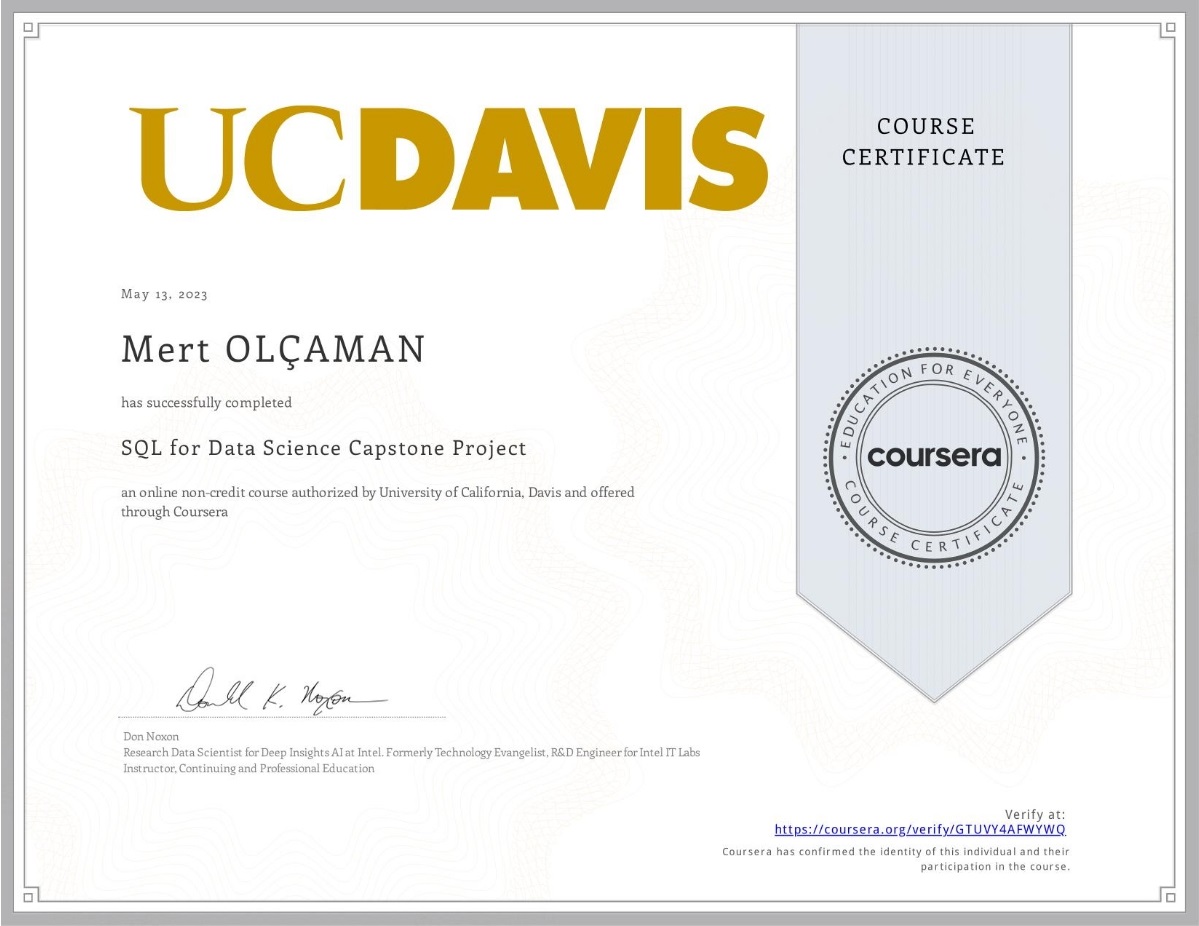 UCDAVIS
COURSE
CERTIFICATE
May 13, 2023
Mert OLÇAMAN
has successfully completed
SQL for Data Science Capstone Project
an online non-credit course authorized by University of California, Davis and offered
through Coursera
EDUCATION FOR EVERYONE
coursera
COURSE CERTIFICATE
Donald K. Noxon
Don Noxon
Research Data Scientist for Deep Insights AI at Intel. Formerly Technology Evangelist, R&D Engineer for Intel IT Labs
Instructor, Continuing and Professional Education
Verify at:
https://coursera.org/verify/GTUVY4AFWYWQ
Coursera has confirmed the identity of this individual and their
participation in the course.